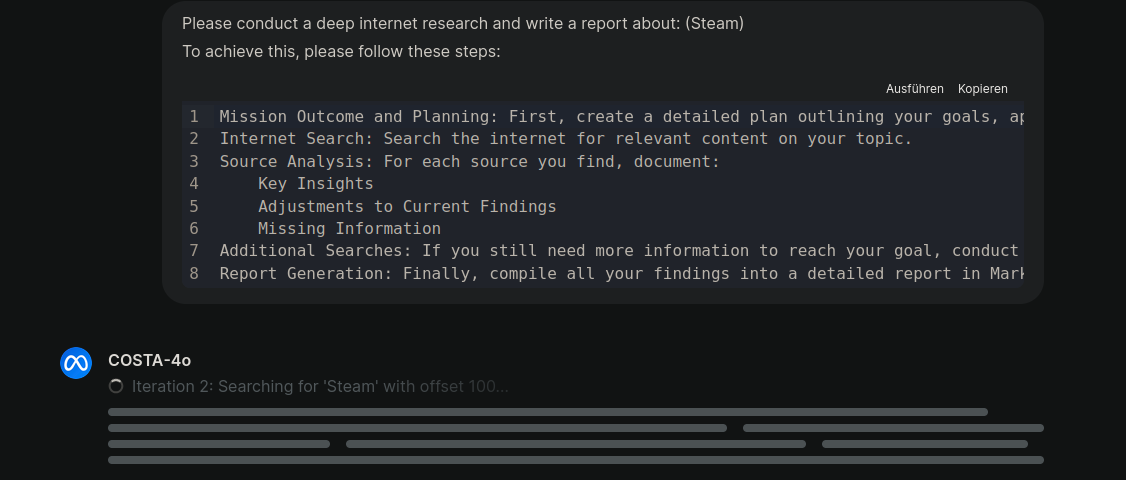 Please conduct a deep internet research and write a report about: (Steam)
To achieve this, please follow these steps:
Ausführen Kopieren
1 Mission Outcome and Planning: First, create a detailed plan outlining your goals, ap
2 Internet Search: Search the internet for relevant content on your topic.
3 Source Analysis: For each source you find, document:
4 Key Insights
5 Adjustments to Current Findings
6 Missing Information
7 Additional Searches: If you still need more information to reach your goal, conduct
8 Report Generation: Finally, compile all your findings into a detailed report in Mark
COSTA-4o
Iteration 2: Searching for 'Steam' with offset 100...